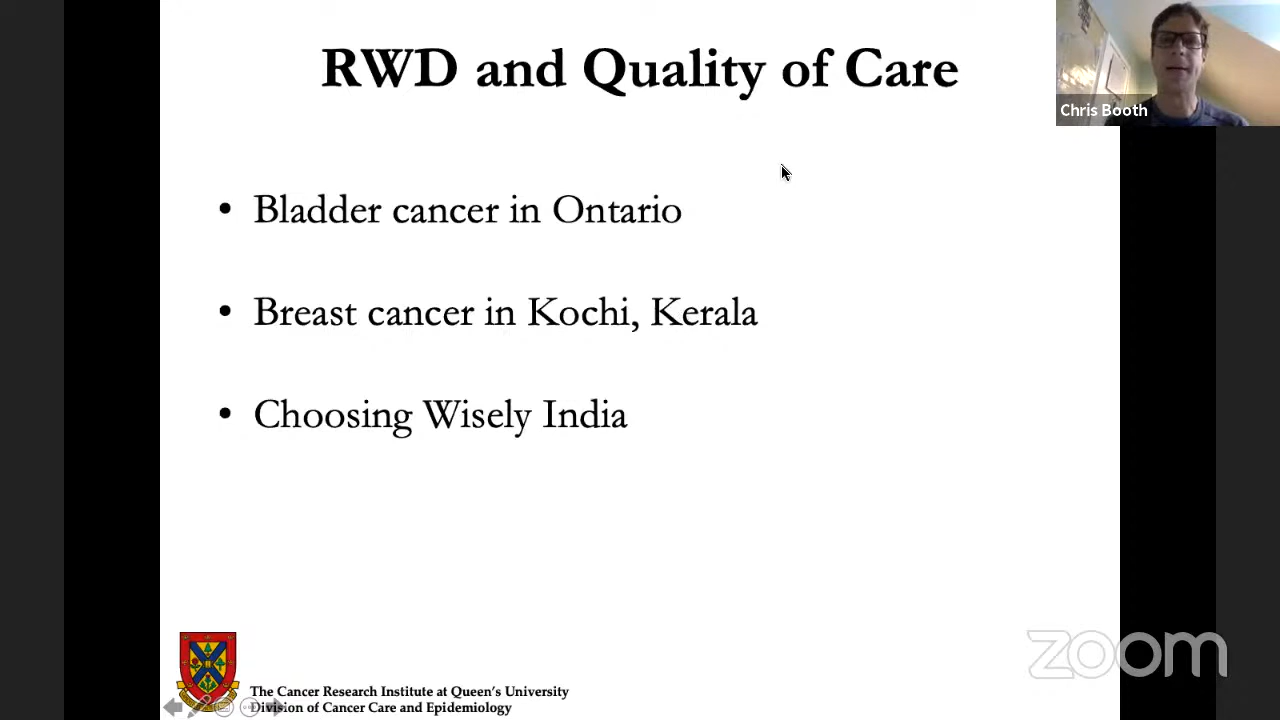 RWD and Quality of Care
Chris Booth
• Bladder cancer in Ontario
• Breast cancer in Kochi, Kerala
• Choosing Wisely India
The Cancer Research Institute at Queen's University
Division of Cancer Care and Epidemiology
zoom